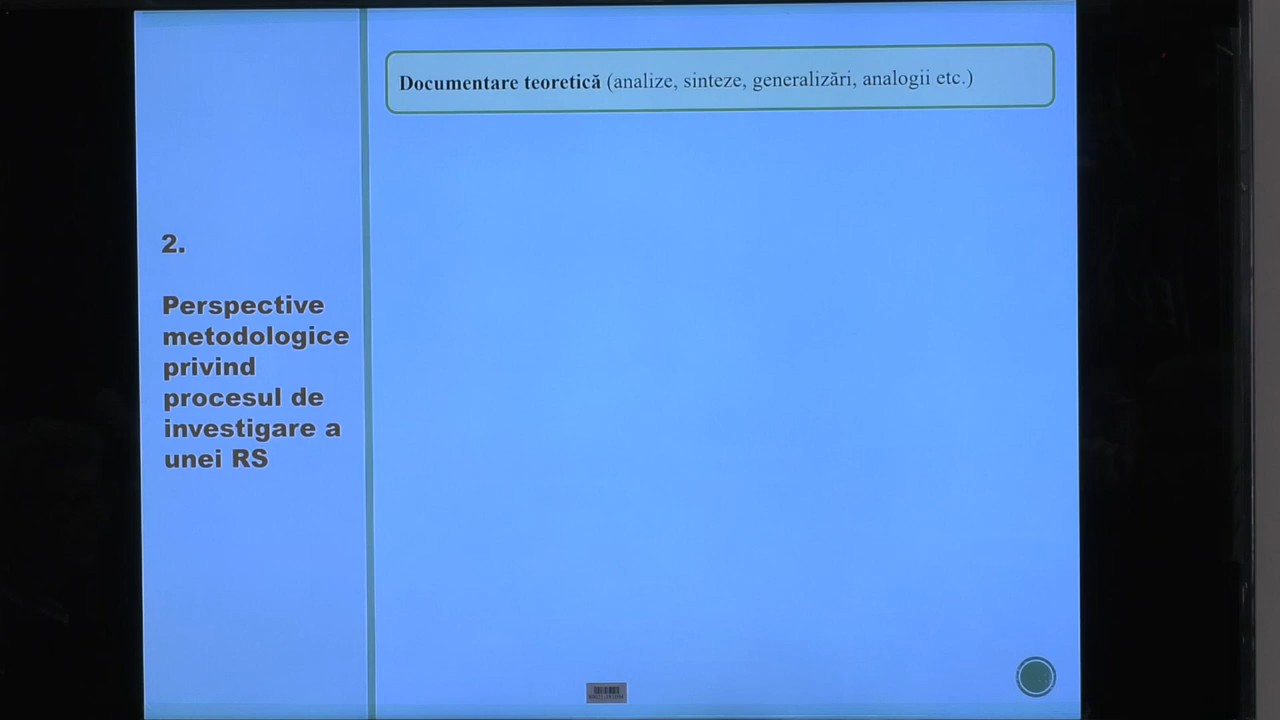 Documentare teoretică (analize, sinteze, generalizări, analogii etc.)
2.
Perspective
metodologice
privind
procesul de
investigare a
unei RS